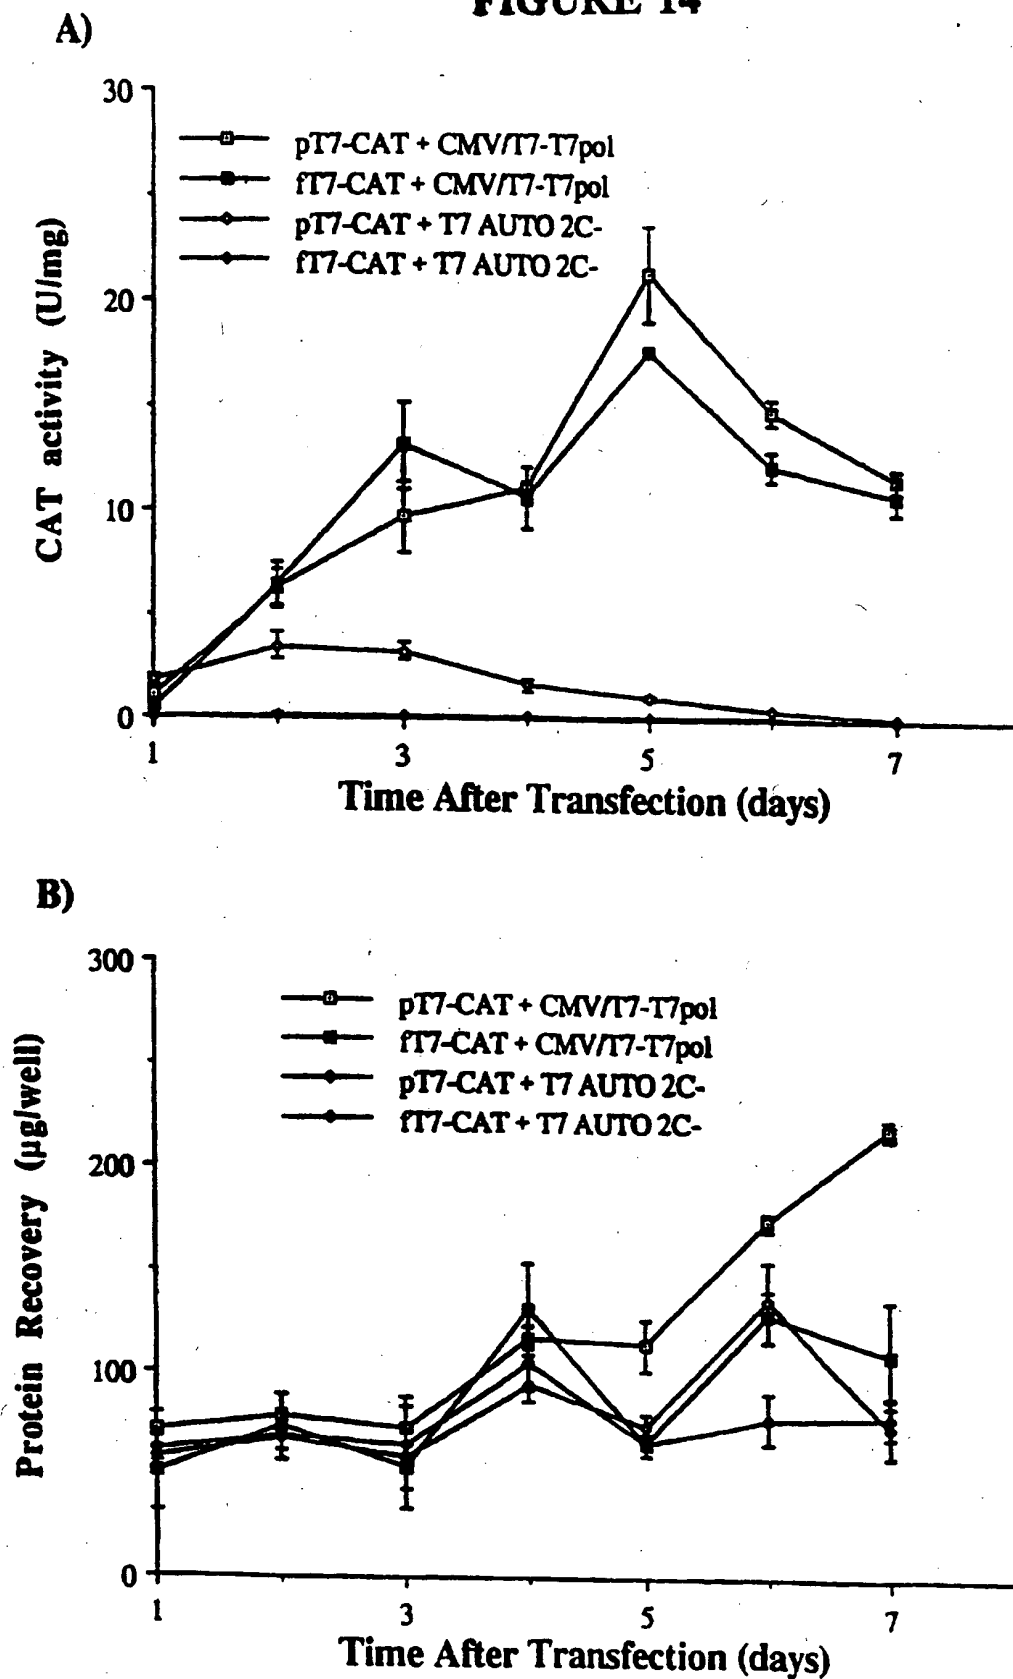 FIGURE 14
A)
30
pT7-CAT + CMV/T7-T7pol
fT7-CAT + CMV/T7-T7pol
pT7-CAT + T7 AUTO 2C-
fT7-CAT + T7 AUTO 2C-
20
10
0
CAT activity (U/mg)
1 3 5 7
Time After Transfection (days)
B)
300
pT7-CAT + CMV/T7-T7pol
fT7-CAT + CMV/T7-T7pol
pT7-CAT + T7 AUTO 2C-
fT7-CAT + T7 AUTO 2C-
200
100
0
Protein Recovery (µg/well)
1 3 5 7
Time After Transfection (days)